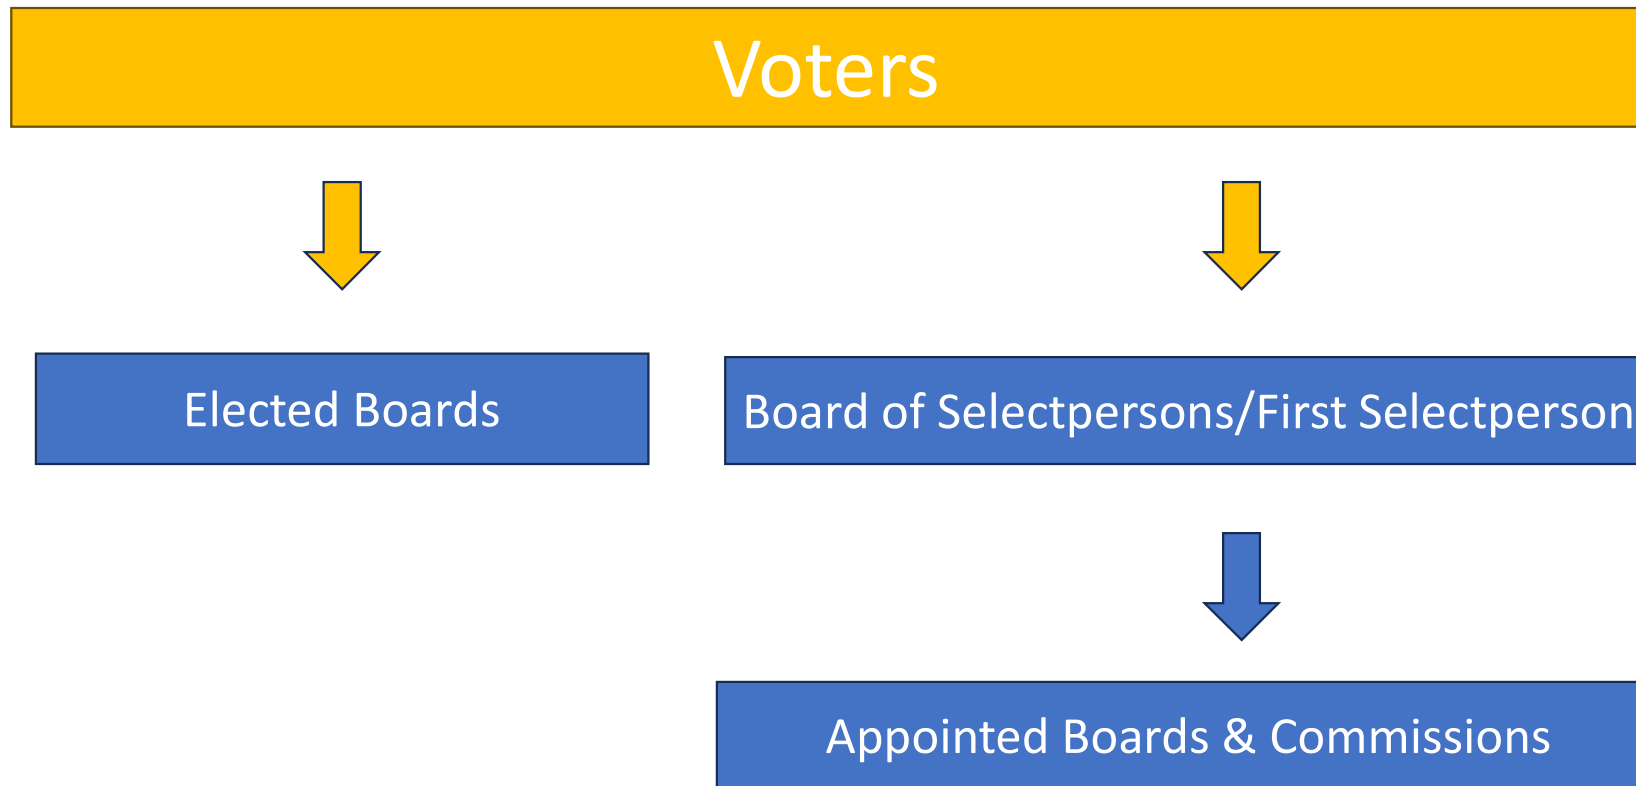 Voters
Elected Boards
Board of Selectpersons/First Selectperson
Appointed Boards & Commissions